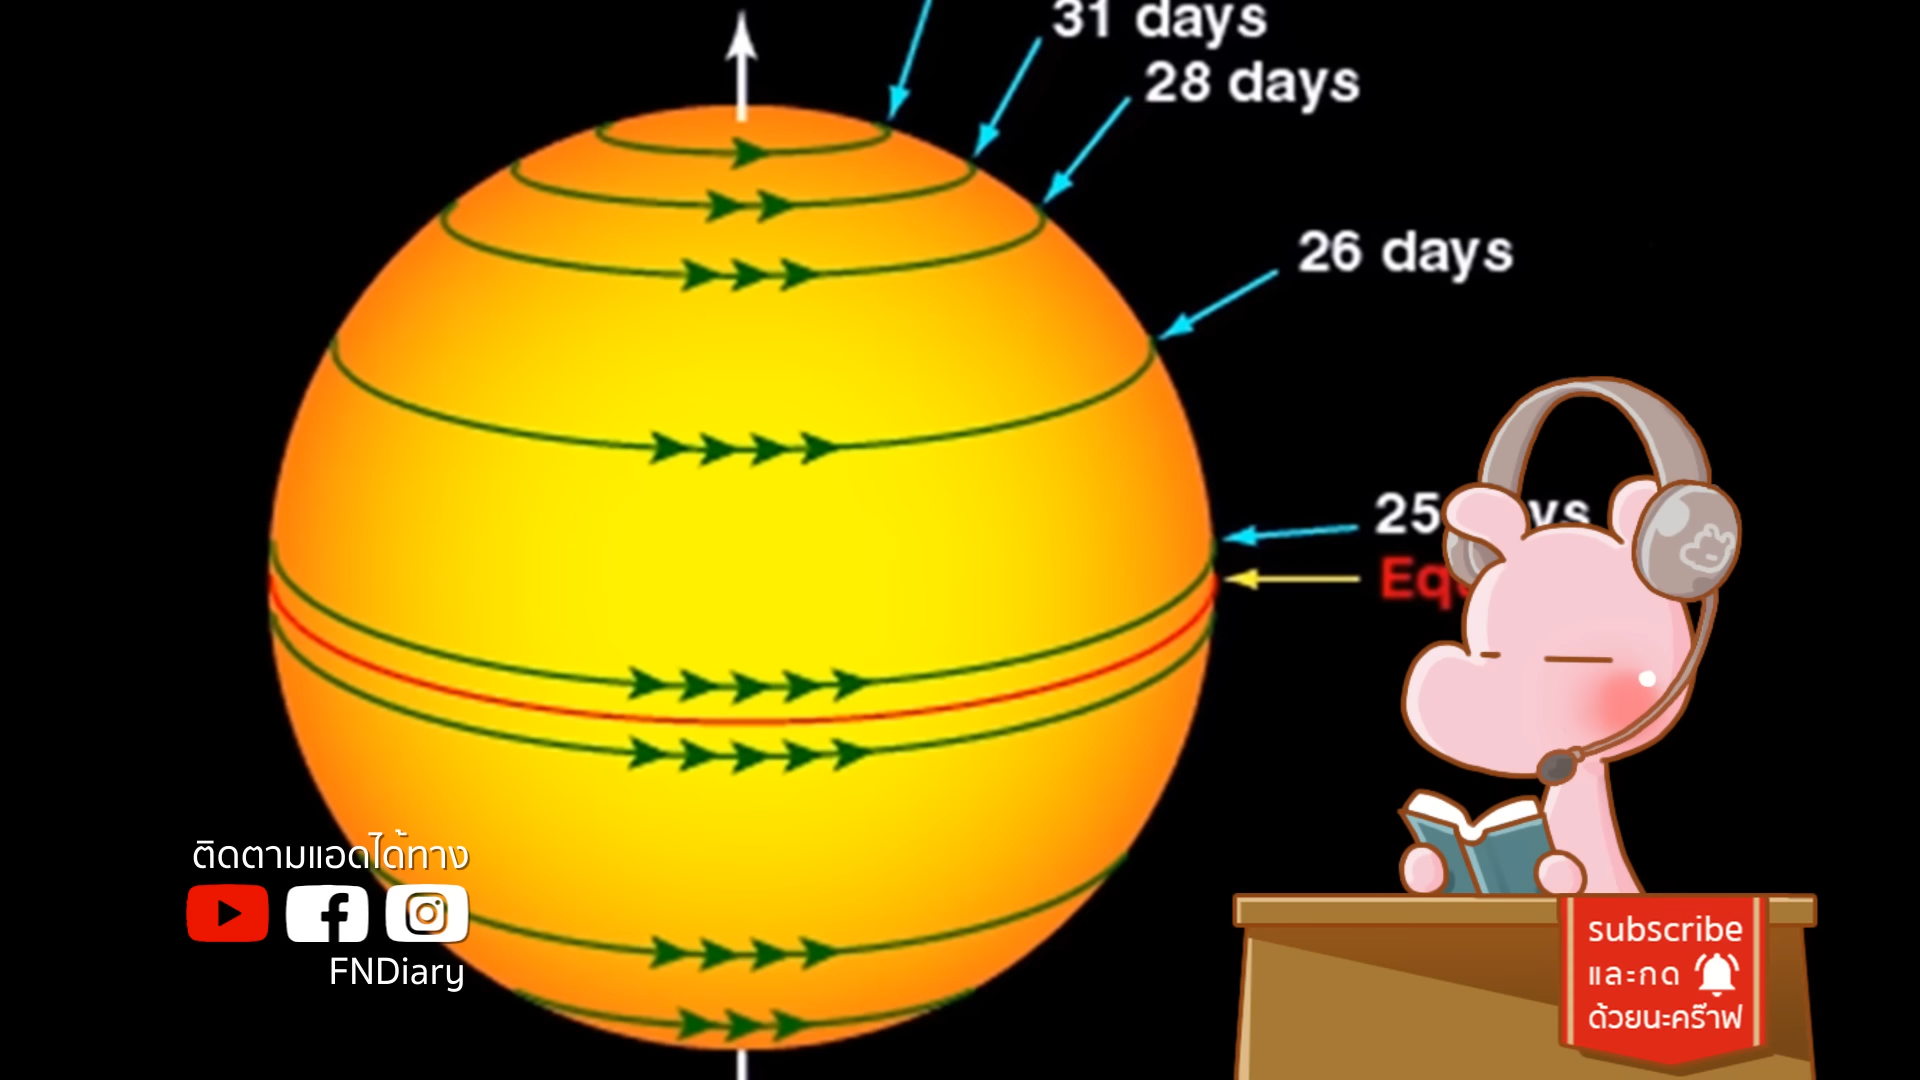 31 days
28 days
26 days
25
ติดตามแอดได้ทาง
FNDiary
subscribe
และกด
ด้วยนะคร๊าฟ